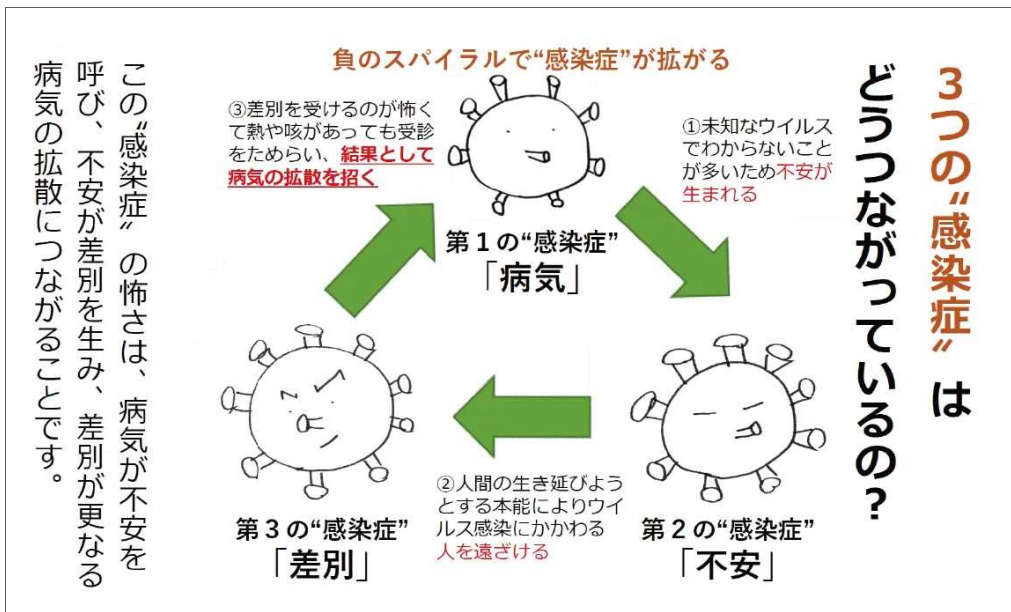 3つの“感染症”は
どうつながっているの？
負のスパイラルで“感染症”が拡がる
①未知なウイルス
でわからないこと
が多いため不安が
生まれる
③差別を受けるのが怖く
て熱や咳があっても受診
をためらい、結果として
病気の拡散を招く
第1の“感染症”
「病気」
②人間の生き延びよう
とする本能によりウイ
ルス感染にかかわる
人を遠ざける
第2の“感染症”
「不安」
第3の“感染症”
「差別」
この“感染症”の怖さは、病気が不安を
呼び、不安が差別を生み、差別が更なる
病気の拡散につながることです。